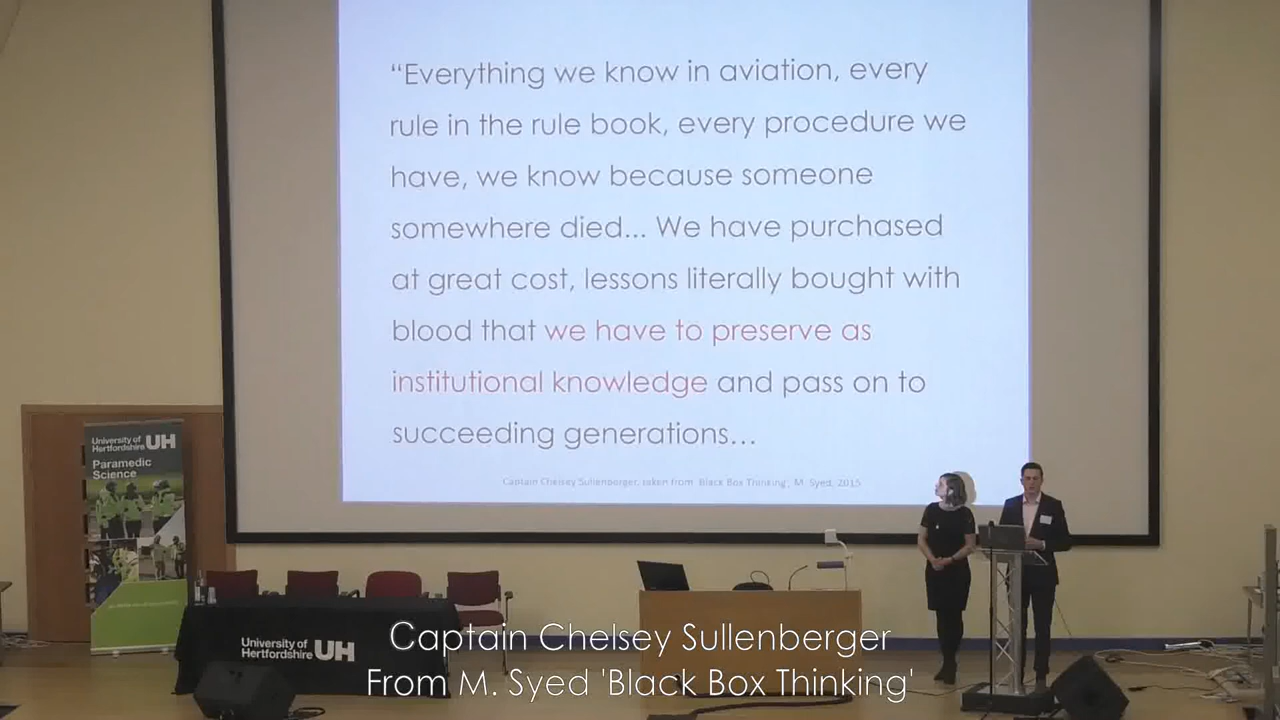 “Everything we know in aviation, every
rule in the rule book, every procedure we
have, we know because someone
somewhere died... We have purchased
at great cost, lessons literally bought with
blood that we have to preserve as
institutional knowledge and pass on to
succeeding generations...
Captain Chelsey Sullenberger, taken from 'Black Box Thinking', M. Syed, 2015
University of
Hertfordshire UH
Paramedic
Science
University of
Hertfordshire UH
Captain Chelsey Sullenberger
From M. Syed 'Black Box Thinking'